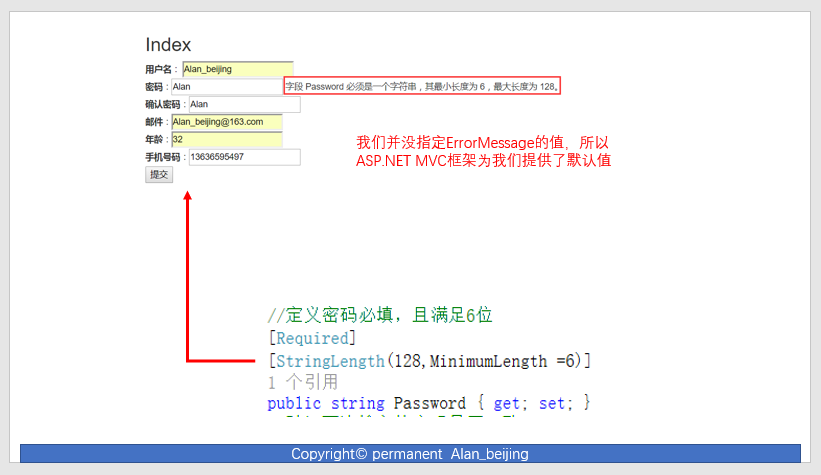 Index
用户名： Alan_beijing
密码：Alan 字段 Password 必须是一个字符串，其最小长度为 6，最大长度为 128。
确认密码：Alan
邮件：Alan_beijing@163.com
年龄：32
手机号码：13636595497
提交
我们并没指定ErrorMessage的值，所以
ASP.NET MVC框架为我们提供了默认值
//定义密码必填，且满足6位
[Required]
[StringLength(128,MinimumLength =6)]
1 个引用
public string Password { get; set; }
Copyright© permanent Alan_beijing